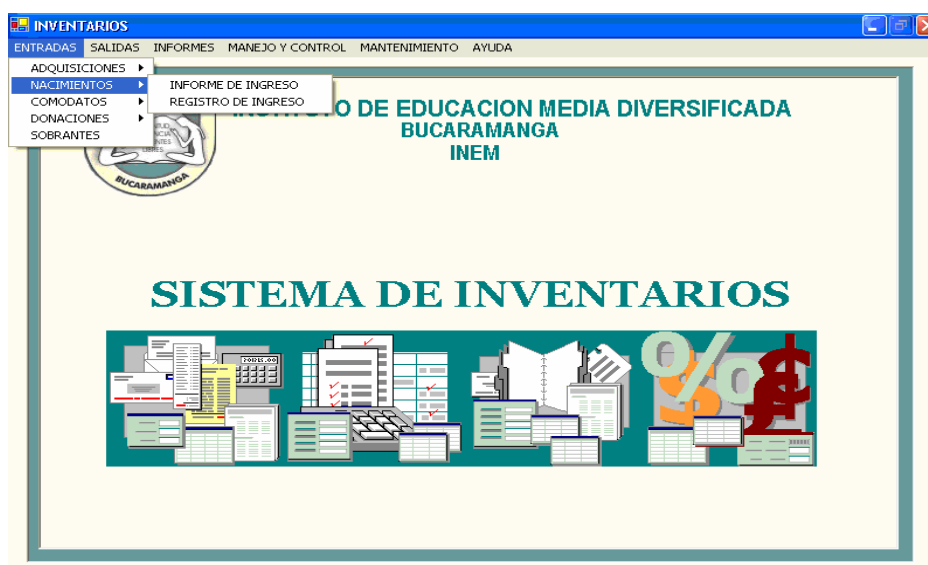 INVENTARIOS
ENTRADAS SALIDAS INFORMES MANEJO Y CONTROL MANTENIMIENTO AYUDA
ADQUISICIONES
NACIMIENTOS
COMODATOS
DONACIONES
SOBRANTES
INFORME DE INGRESO
REGISTRO DE INGRESO
DE EDUCACION MEDIA DIVERSIFICADA
BUCARAMANGA
INEM
BUCARAMANGA
SISTEMA DE INVENTARIOS